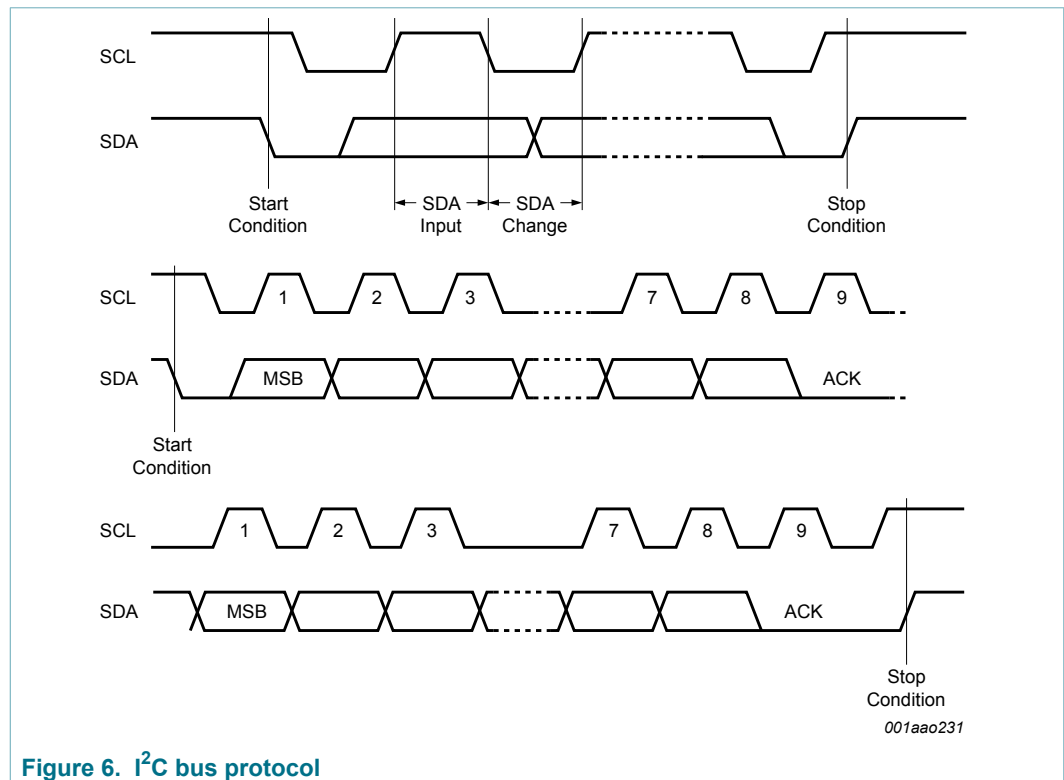 SCL
SDA
Start
Condition
SDA
Input
SDA
Change
Stop
Condition
SCL
1 2 3 7 8 9
SDA
MSB ACK
Start
Condition
SCL
1 2 3 7 8 9
SDA
MSB ACK
Stop
Condition
001aao231
Figure 6. I²C bus protocol